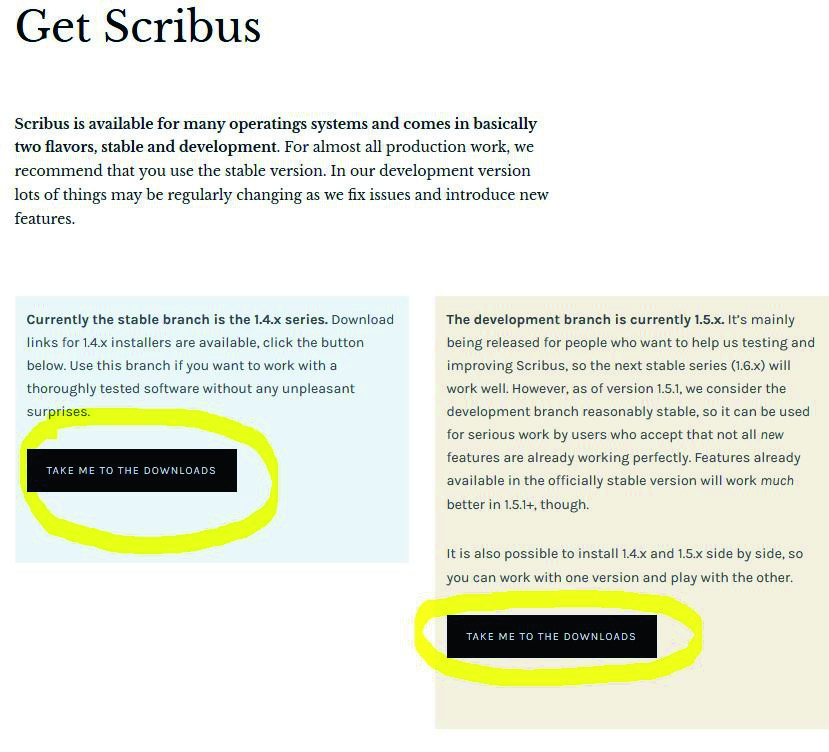 Get Scribus
Scribus is available for many operatings systems and comes in basically
two flavors, stable and development. For almost all production work, we
recommend that you use the stable version. In our development version
lots of things may be regularly changing as we fix issues and introduce new
features.
Currently the stable branch is the 1.4.x series. Download
links for 1.4.x installers are available, click the button
below. Use this branch if you want to work with a
thoroughly tested software without any unpleasant
surprises.
TAKE ME TO THE DOWNLOADS
The development branch is currently 1.5.x. It's mainly
being released for people who want to help us testing and
improving Scribus, so the next stable series (1.6.x) will
work well. However, as of version 1.5.1, we consider the
development branch reasonably stable, so it can be used
for serious work by users who accept that not all new
features are already working perfectly. Features already
available in the officially stable version will work much
better in 1.5.1+, though.
It is also possible to install 1.4.x and 1.5.x side by side, so
you can work with one version and play with the other.
TAKE ME TO THE DOWNLOADS